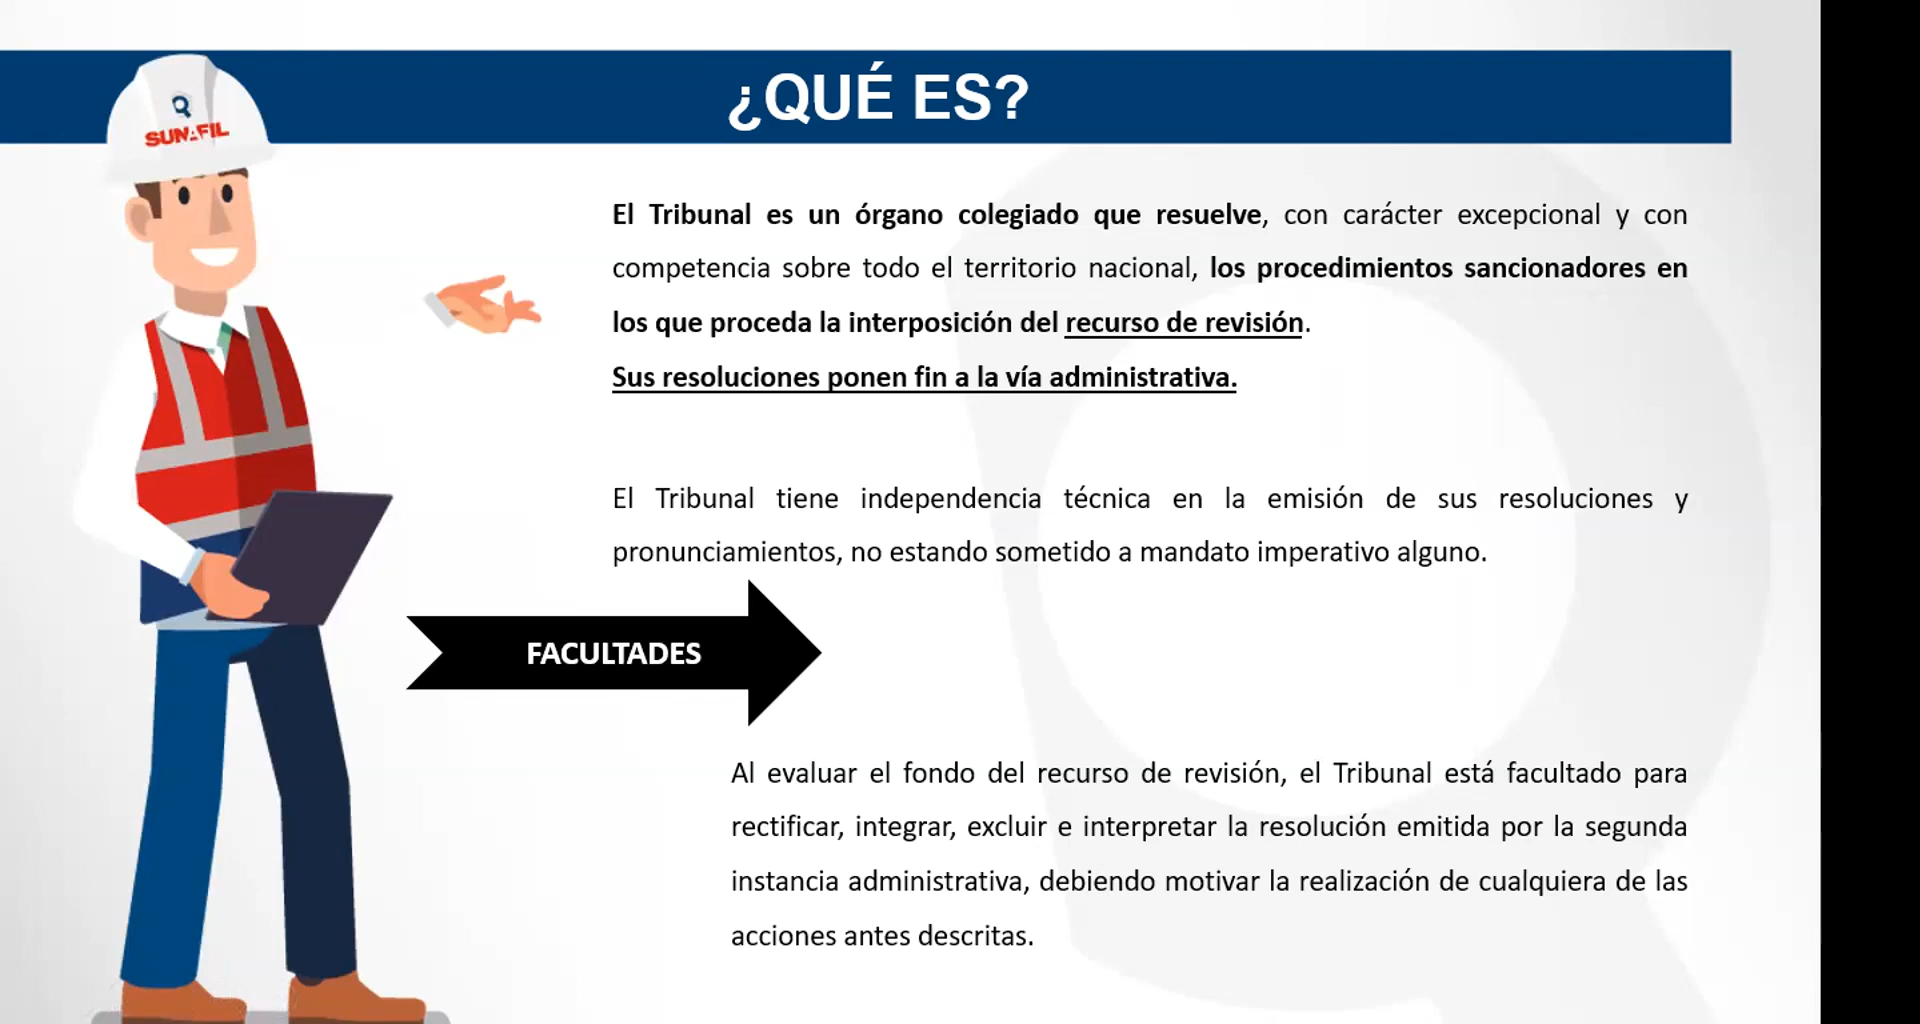 ¿QUÉ ES?
SUNAFIL
El Tribunal es un órgano colegiado que resuelve, con carácter excepcional y con
competencia sobre todo el territorio nacional, los procedimientos sancionadores en
los que proceda la interposición del recurso de revisión.
Sus resoluciones ponen fin a la vía administrativa.
El Tribunal tiene independencia técnica en la emisión de sus resoluciones y
pronunciamientos, no estando sometido a mandato imperativo alguno.
FACULTADES
Al evaluar el fondo del recurso de revisión, el Tribunal está facultado para
rectificar, integrar, excluir e interpretar la resolución emitida por la segunda
instancia administrativa, debiendo motivar la realización de cualquiera de las
acciones antes descritas.